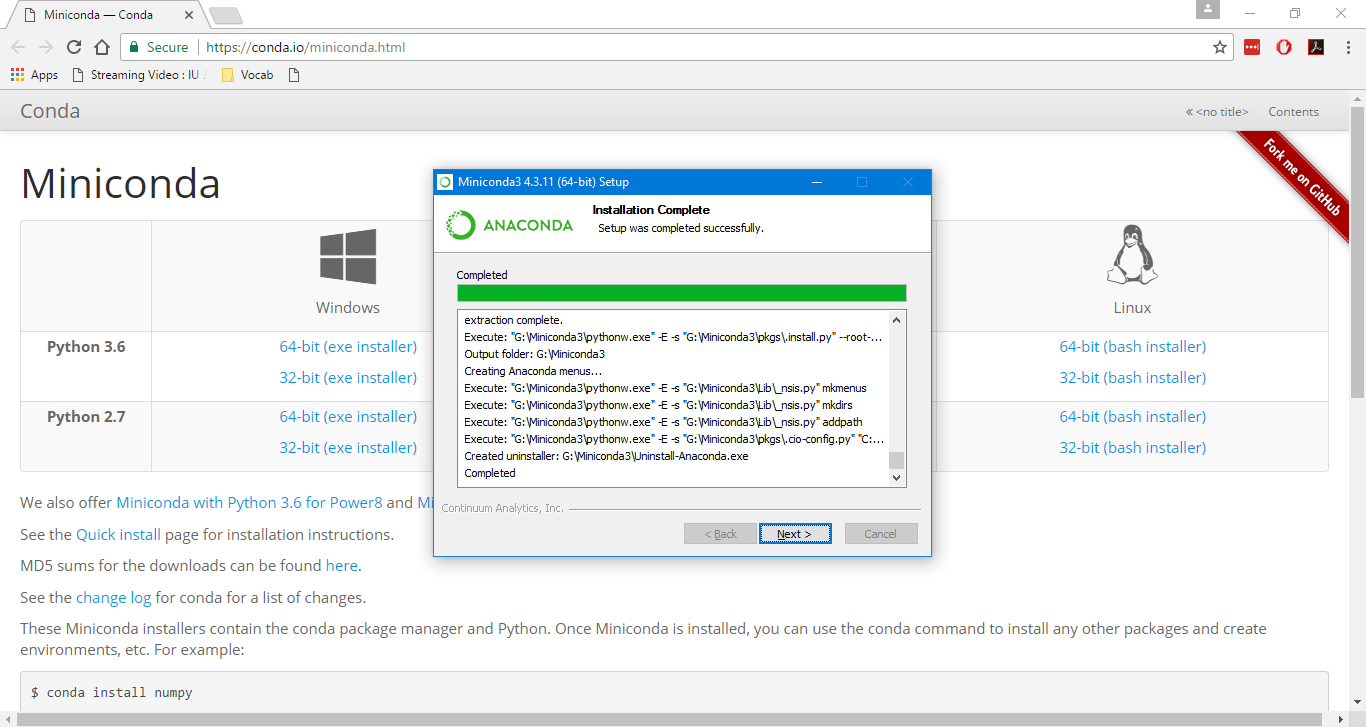 Miniconda — Conda
Secure https://conda.io/miniconda.html
Apps Streaming Video : IU Vocab
Conda « <no title> Contents
Fork me on GitHub
Miniconda
Windows Linux
Python 3.6 64-bit (exe installer) 64-bit (bash installer)
32-bit (exe installer) 32-bit (bash installer)
Python 2.7 64-bit (exe installer) 64-bit (bash installer)
32-bit (exe installer) 32-bit (bash installer)
Miniconda3 4.3.11 (64-bit) Setup
ANACONDA
Installation Complete
Setup was completed successfully.
Completed
extraction complete.
Execute: "G:\Miniconda3\pythonw.exe" -E -s "G:\Miniconda3\pkgs\.install.py" --root-...
Output folder: G:\Miniconda3
Creating Anaconda menus...
Execute: "G:\Miniconda3\pythonw.exe" -E -s "G:\Miniconda3\Lib\_nsis.py" mkmenus
Execute: "G:\Miniconda3\pythonw.exe" -E -s "G:\Miniconda3\Lib\_nsis.py" mkdirs
Execute: "G:\Miniconda3\pythonw.exe" -E -s "G:\Miniconda3\Lib\_nsis.py" addpath
Execute: "G:\Miniconda3\pythonw.exe" -E -s "G:\Miniconda3\pkgs\.cio-config.py" "C:...
Created uninstaller: G:\Miniconda3\Uninstall-Anaconda.exe
Completed
Continuum Analytics, Inc.
< Back Next > Cancel
We also offer Miniconda with Python 3.6 for Power8 and
See the Quick install page for installation instructions.
MD5 sums for the downloads can be found here.
See the change log for conda for a list of changes.
These Miniconda installers contain the conda package manager and Python. Once Miniconda is installed, you can use the conda command to install any other packages and create
environments, etc. For example:
$ conda install numpy